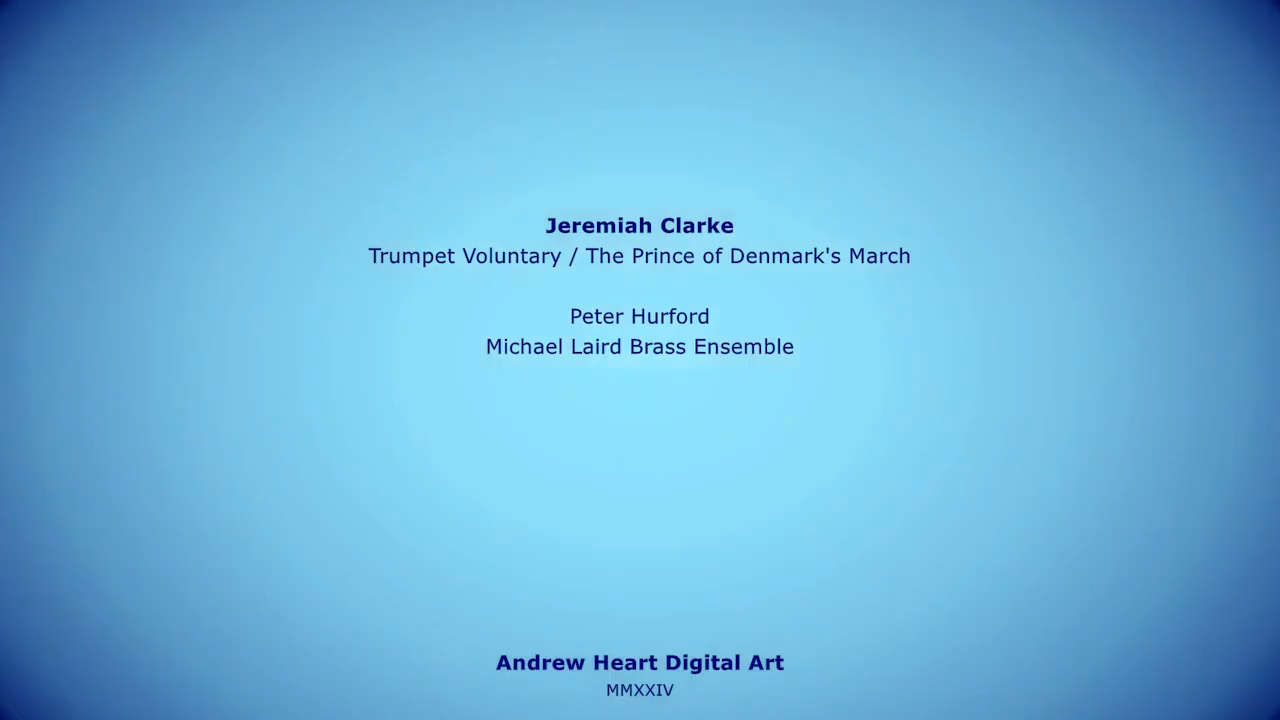 Jeremiah Clarke
Trumpet Voluntary / The Prince of Denmark's March
Peter Hurford
Michael Laird Brass Ensemble
Andrew Heart Digital Art
MMXXIV